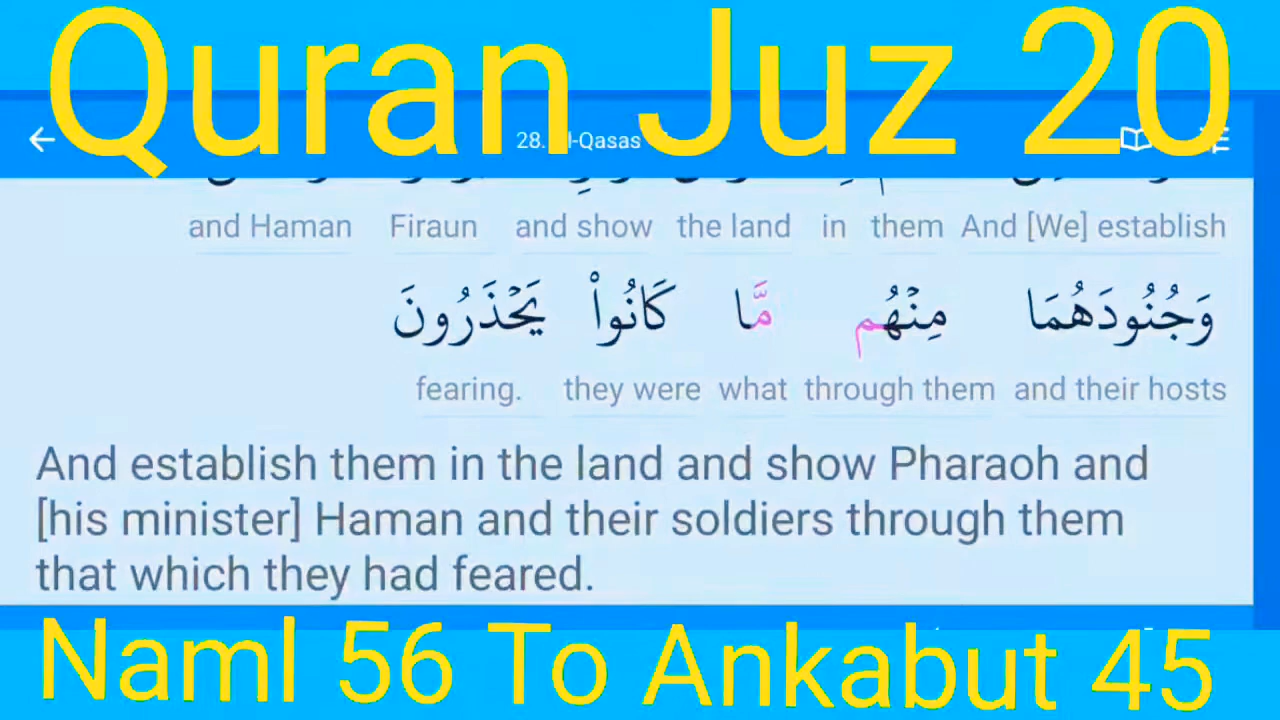 Quran Juz 20
28. l-Qasas
and Haman Firaun and show the land in them And [We] establish
وَجُنُودَهُمَا مِنْهُم مَّا كَانُوا۟ يَحْذَرُونَ
fearing. they were what through them and their hosts
And establish them in the land and show Pharaoh and
[his minister] Haman and their soldiers through them
that which they had feared.
Naml 56 To Ankabut 45